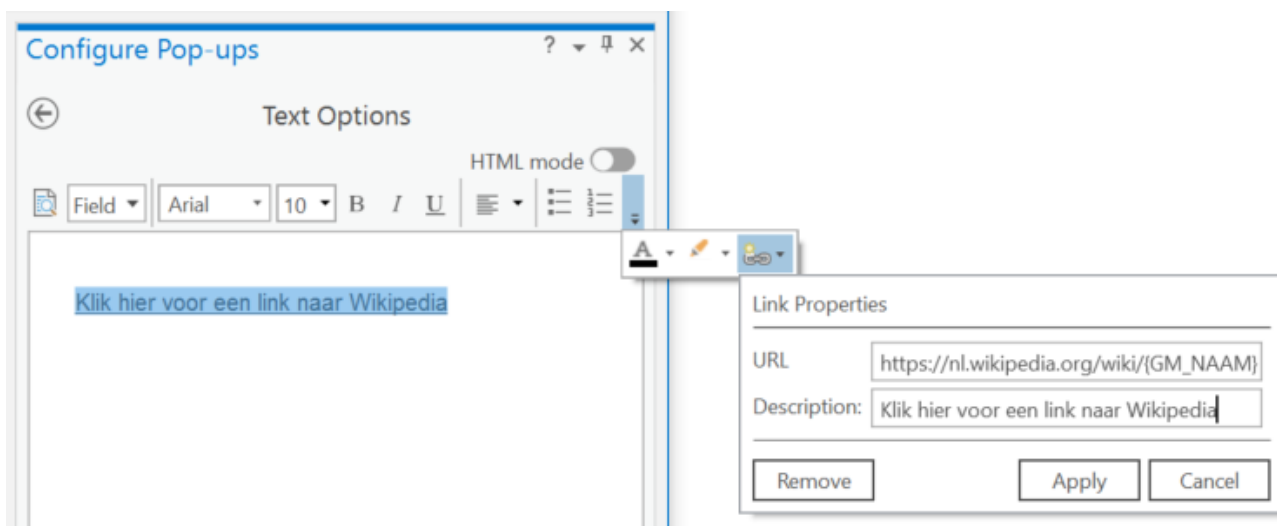 Configure Pop-ups
?
Text Options
HTML mode
Field
Arial
10
B I U
A
Klik hier voor een link naar Wikipedia
Link Properties
URL
https://nl.wikipedia.org/wiki/{GM_NAAM}
Description:
Klik hier voor een link naar Wikipedia
Remove
Apply
Cancel